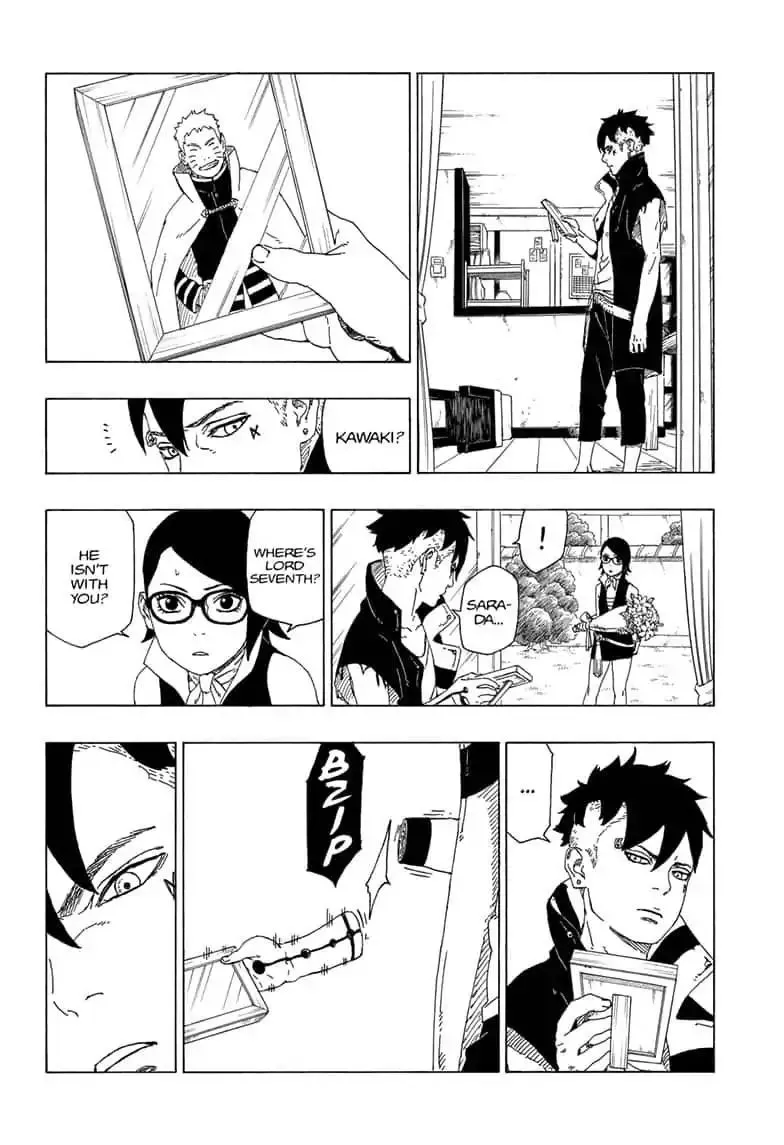 KAWAKI?
!
SARA-
DA...
WHERE'S
LORD
SEVENTH?
HE
ISN'T
WITH
YOU?
...
BZIP